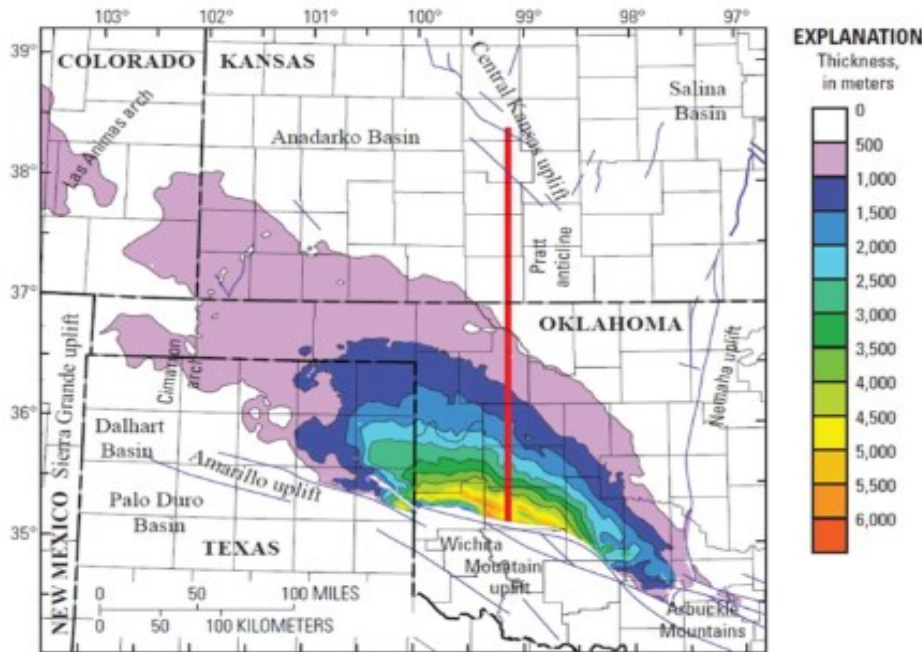 103° 102° 101° 100° 99° 98° 97°
39°
38°
37°
36°
35°
COLORADO
KANSAS
Las Animas arch
Anadarko Basin
Central Kansas uplift
Salina
Basin
Pratt
anticline
OKLAHOMA
Nemaha uplift
NEW MEXICO
Sierra Grande uplift
Cimarron
arch
Dalhart
Basin
Amarillo uplift
Palo Duro
Basin
TEXAS
Wichita
Mountain
uplift
Arbuckle
Mountains
0 50 100 MILES
0 50 100 KILOMETERS
EXPLANATION
Thickness,
in meters
0
500
1,000
1,500
2,000
2,500
3,000
3,500
4,000
4,500
5,000
5,500
6,000